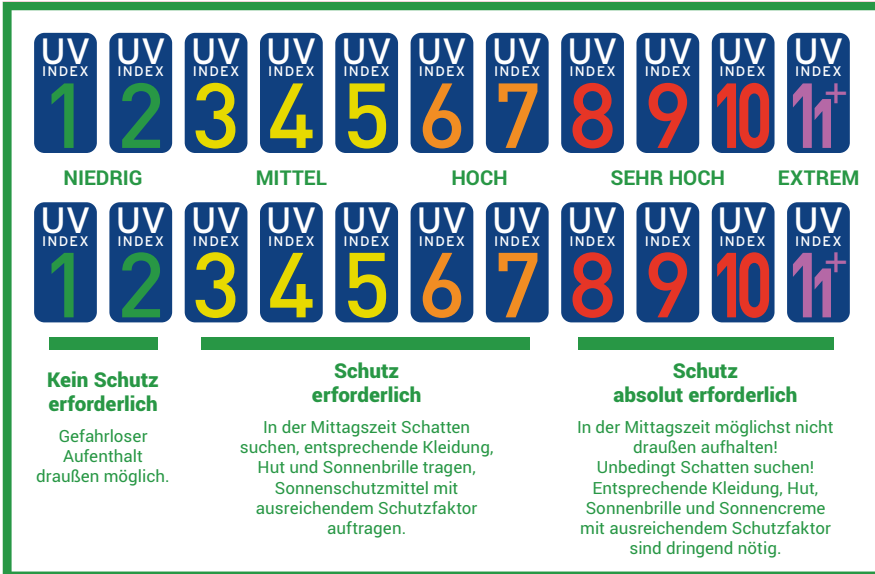 UV UV UV UV UV UV UV UV UV UV UV
INDEX INDEX INDEX INDEX INDEX INDEX INDEX INDEX INDEX INDEX INDEX
1 2 3 4 5 6 7 8 9 10 11+
NIEDRIG MITTEL HOCH SEHR HOCH EXTREM
UV UV UV UV UV UV UV UV UV UV UV
INDEX INDEX INDEX INDEX INDEX INDEX INDEX INDEX INDEX INDEX INDEX
1 2 3 4 5 6 7 8 9 10 11+
Kein Schutz
erforderlich
Gefahrloser
Aufenthalt
draußen möglich.
Schutz
erforderlich
In der Mittagszeit Schatten
suchen, entsprechende Kleidung,
Hut und Sonnenbrille tragen,
Sonnenschutzmittel mit
ausreichendem Schutzfaktor
auftragen.
Schutz
absolut erforderlich
In der Mittagszeit möglichst nicht
draußen aufhalten!
Unbedingt Schatten suchen!
Entsprechende Kleidung, Hut,
Sonnenbrille und Sonnencreme
mit ausreichendem Schutzfaktor
sind dringend nötig.